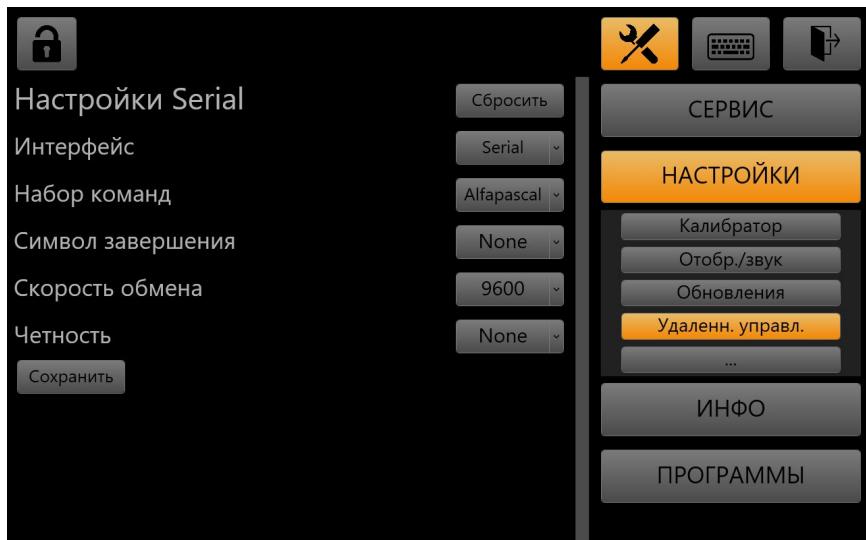 Настройки Serial
Сбросить
Интерфейс
Serial
Набор команд
Alfapascal
Символ завершения
None
Скорость обмена
9600
Четность
None
Сохранить
СЕРВИС
НАСТРОЙКИ
Калибратор
Отобр./звук
Обновления
Удаленн. управл.
...
ИНФО
ПРОГРАММЫ